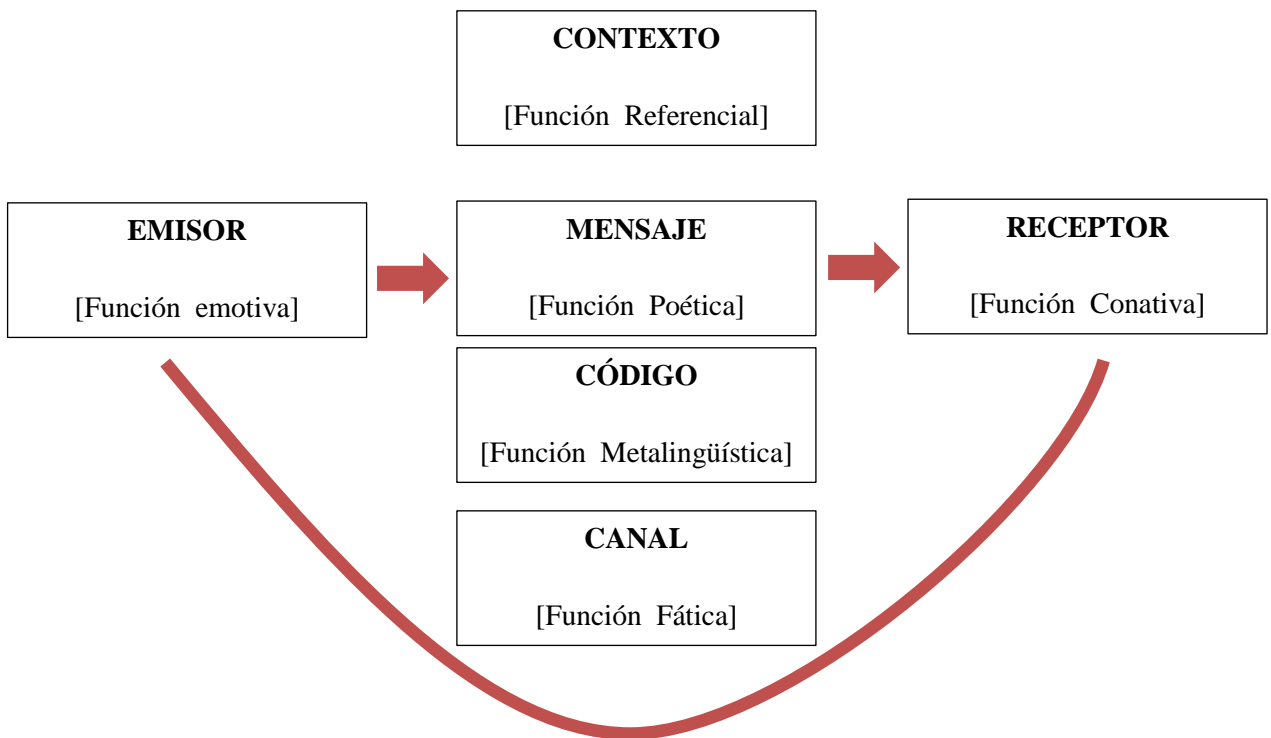 CONTEXTO
[Función Referencial]
EMISOR
[Función emotiva]
MENSAJE
[Función Poética]
RECEPTOR
[Función Conativa]
CÓDIGO
[Función Metalingüística]
CANAL
[Función Fática]